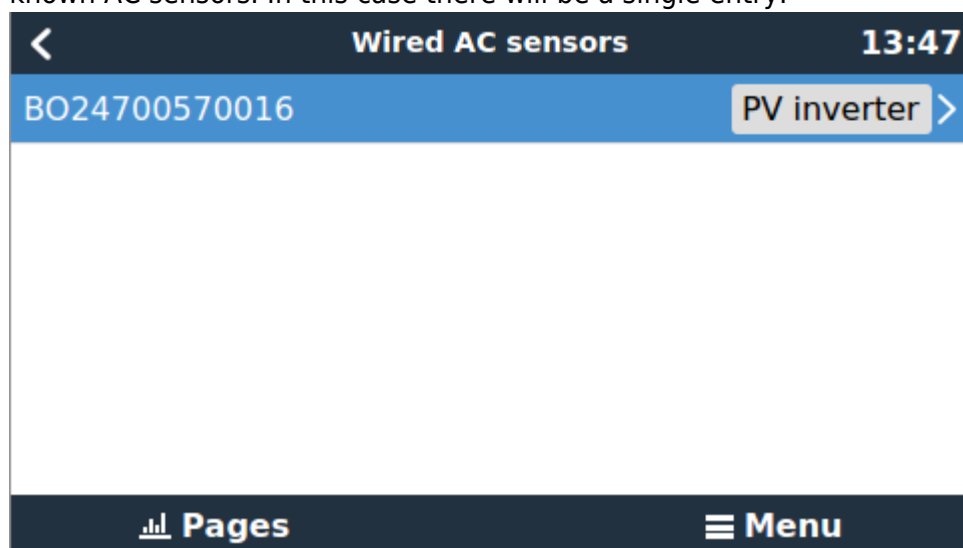 known AC sensors. In this case there will be a single entry:
Wired AC sensors 13:47
BO24700570016 PV inverter
Pages Menu